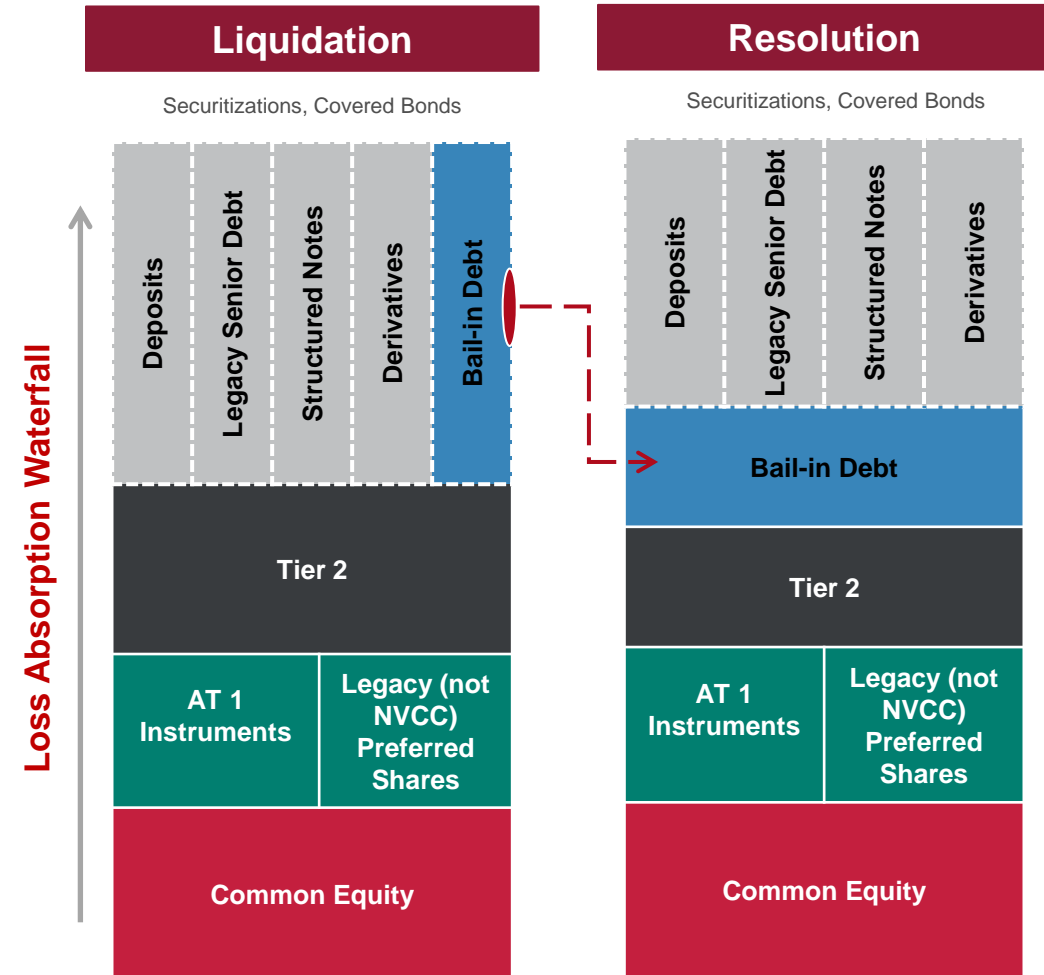 Liquidation
Securitizations, Covered Bonds
Loss Absorption Waterfall
Deposits
Legacy Senior Debt
Structured Notes
Derivatives
Bail-in Debt
Tier 2
AT 1
Instruments
Legacy (not
NVCC)
Preferred
Shares
Common Equity
Resolution
Securitizations, Covered Bonds
Deposits
Legacy Senior Debt
Structured Notes
Derivatives
Bail-in Debt
Tier 2
AT 1
Instruments
Legacy (not
NVCC)
Preferred
Shares
Common Equity